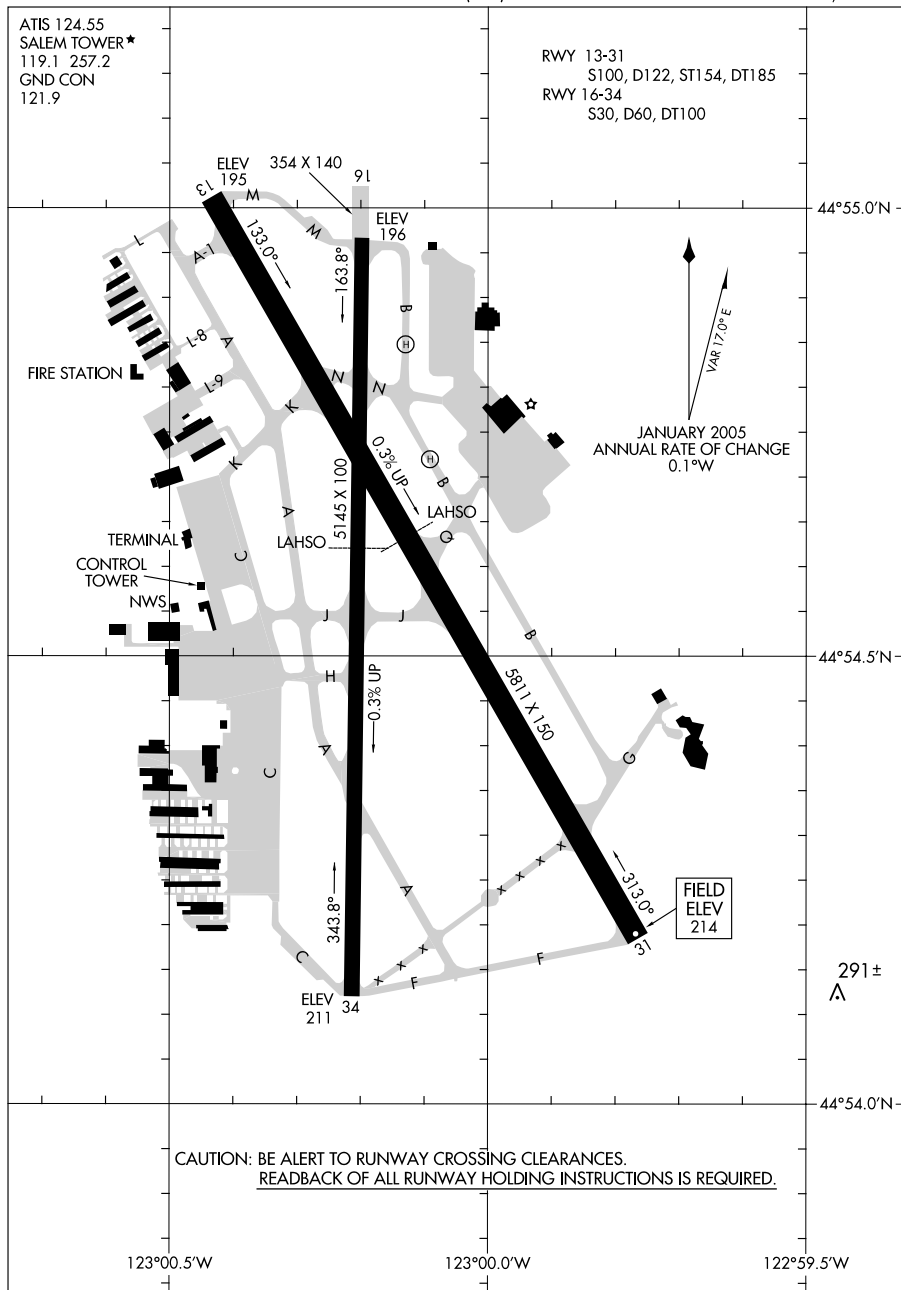 ATIS 124.55
SALEM TOWER★
119.1 257.2
GND CON
121.9
RWY 13-31
S100, D122, ST154, DT185
RWY 16-34
S30, D60, DT100
354 X 140
16
ELEV
195
13
M
44°55.0'N
ELEV
196
L
A-1
133.0°
M
163.8°
VAR 17.0° E
B
L-8
A
H
FIRE STATION
L-9
N
N
K
JANUARY 2005
ANNUAL RATE OF CHANGE
0.1°W
K
0.3% UP
H
B
5145 X 100
A
LAHSO
Q
TERMINAL
LAHSO
C
CONTROL
TOWER
NWS
J
J
B
44°54.5'N
H
0.3% UP
5811 X 150
A
C
G
X
X
X
X
313.0°
A
343.8°
FIELD
ELEV
214
31
C
X
X
X
F
F
291±
ELEV
211
34
44°54.0'N
CAUTION: BE ALERT TO RUNWAY CROSSING CLEARANCES.
READBACK OF ALL RUNWAY HOLDING INSTRUCTIONS IS REQUIRED.
123°00.5'W
123°00.0'W
122°59.5'W